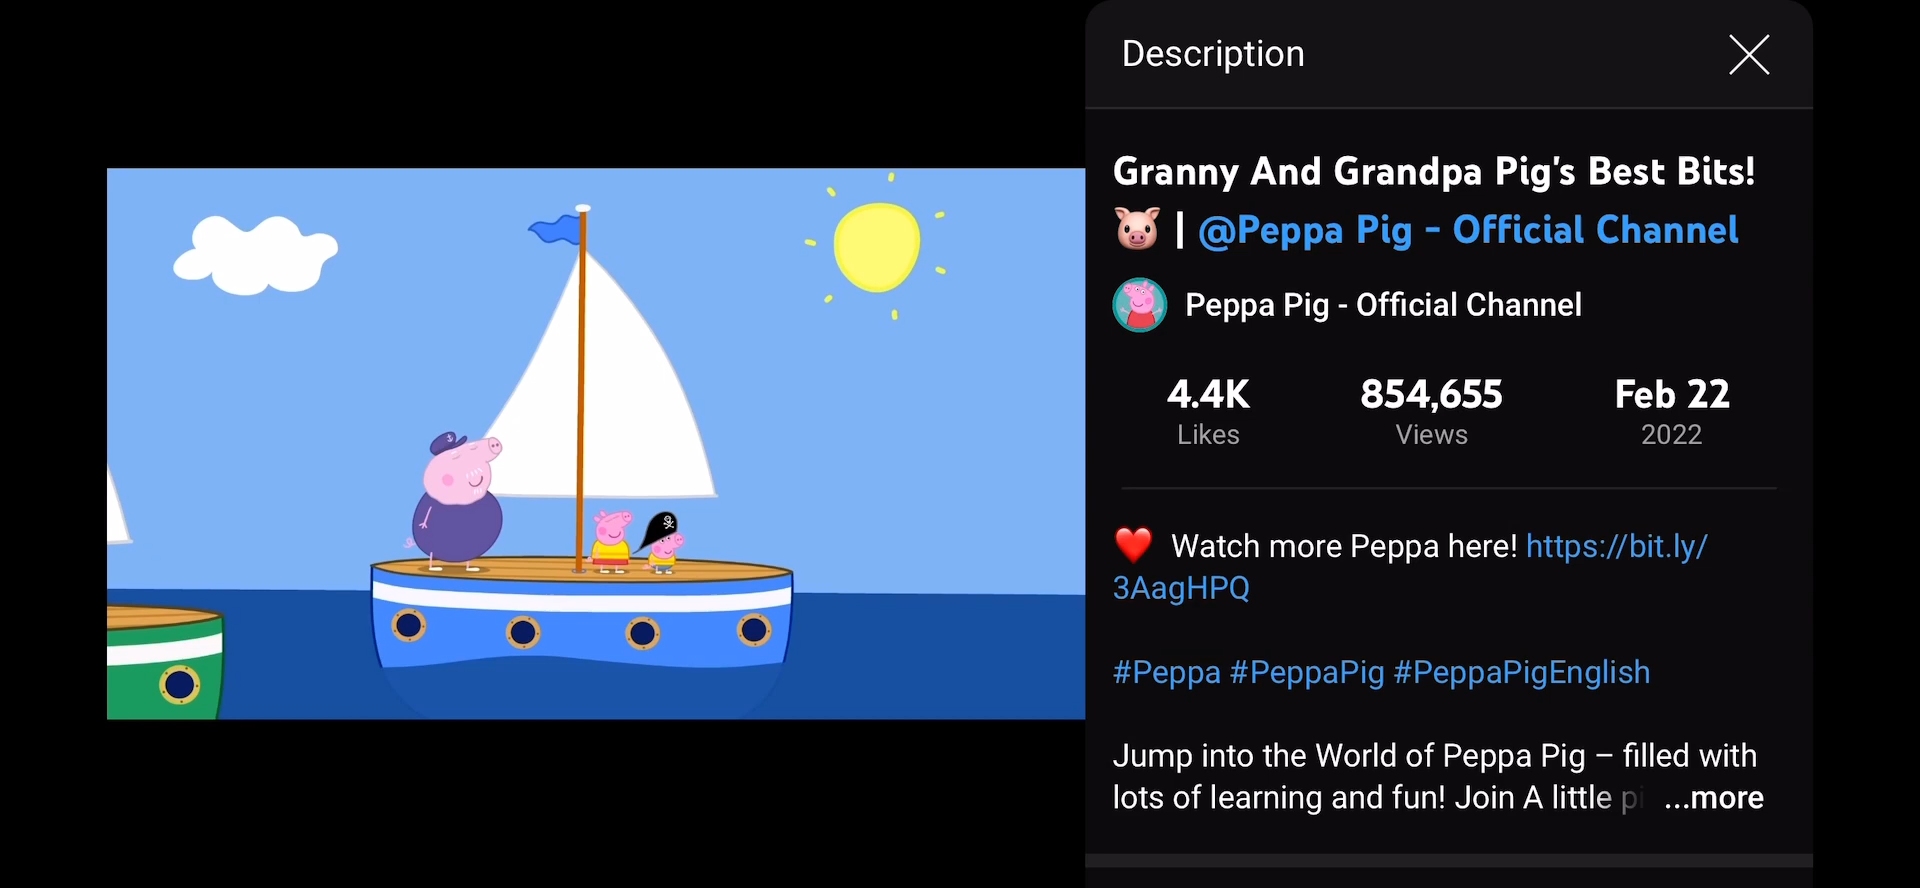 Description
Granny And Grandpa Pig's Best Bits!
🐷 | @Peppa Pig - Official Channel
Peppa Pig - Official Channel
4.4K 854,655 Feb 22
Likes Views 2022
❤️ Watch more Peppa here! https://bit.ly/
3AagHPQ
#Peppa #PeppaPig #PeppaPigEnglish
Jump into the World of Peppa Pig – filled with
lots of learning and fun! Join A little ...more